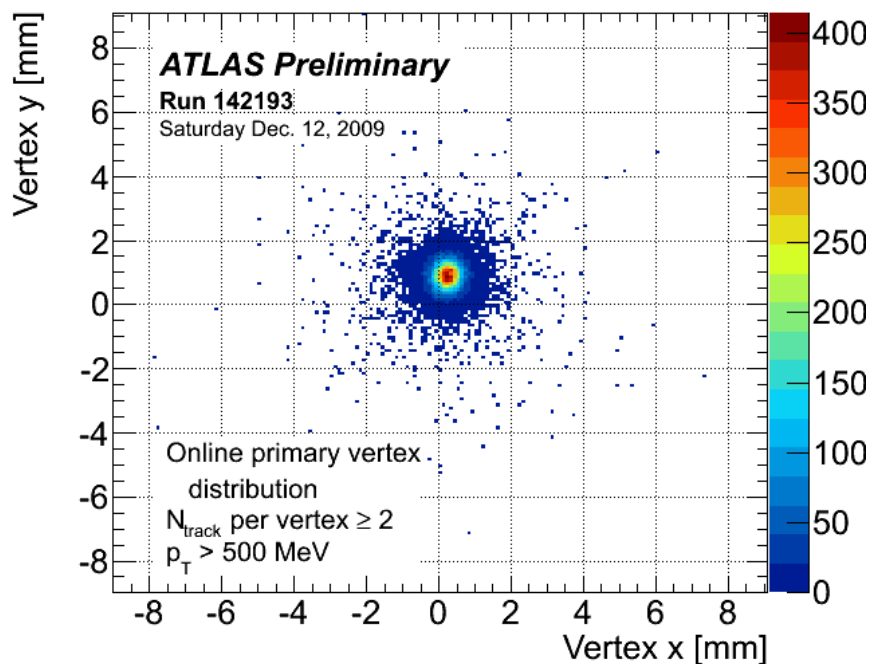 ATLAS Preliminary
Run 142193
Saturday Dec. 12, 2009
Vertex y [mm]
8
6
4
2
0
-2
-4
-6
-8
Online primary vertex
distribution
N_track per vertex ≥ 2
p_T > 500 MeV
-8 -6 -4 -2 0 2 4 6 8
Vertex x [mm]
400
350
300
250
200
150
100
50
0